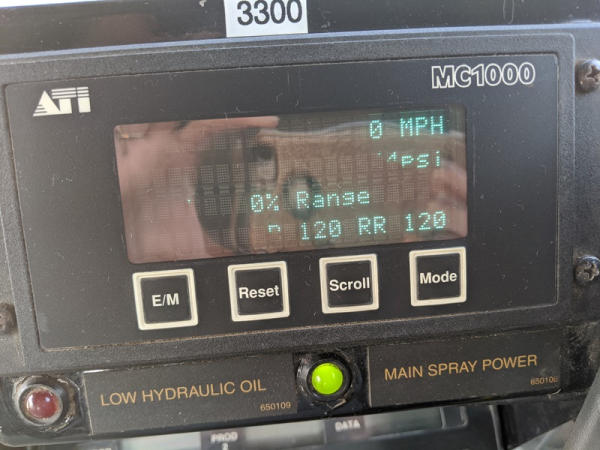 3300
ATI
MC1000
0 MPH
psi
0% Range
120 RR 120
E/M
Reset
Scroll
Mode
LOW HYDRAULIC OIL
650109
MAIN SPRAY POWER
PROD
2
DATA